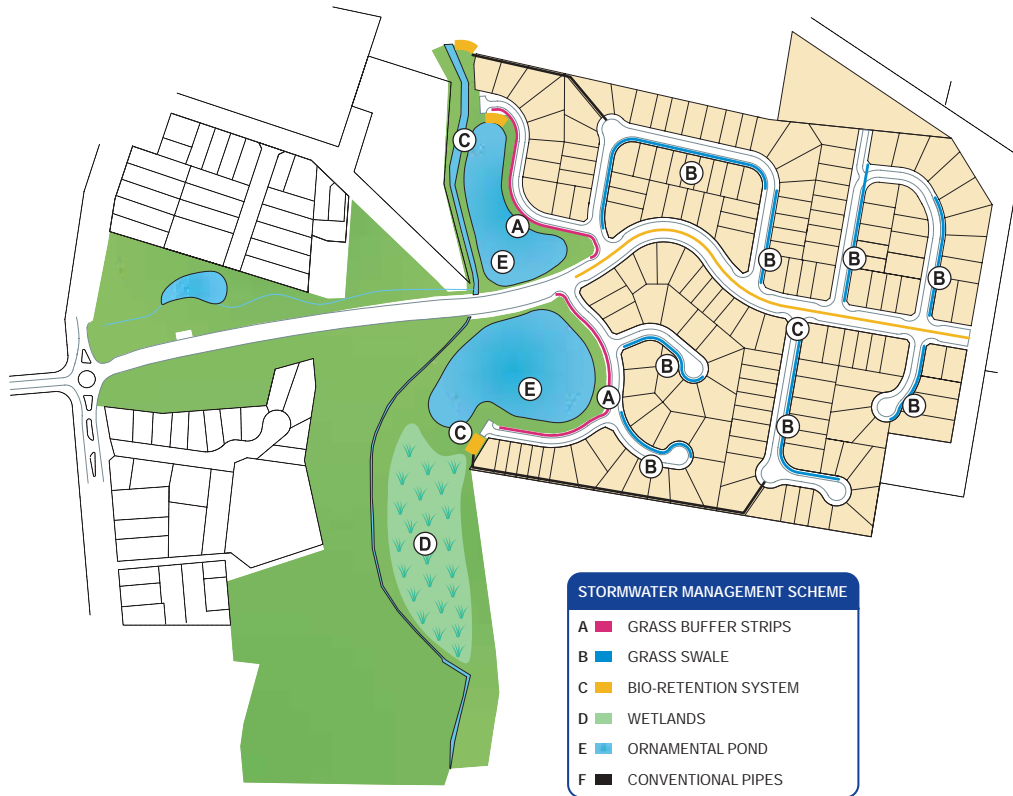 C
B
A
E
B
B
B
C
B
E
A
B
C
B
B
D
STORMWATER MANAGEMENT SCHEME
A GRASS BUFFER STRIPS
B GRASS SWALE
C BIO-RETENTION SYSTEM
D WETLANDS
E ORNAMENTAL POND
F CONVENTIONAL PIPES